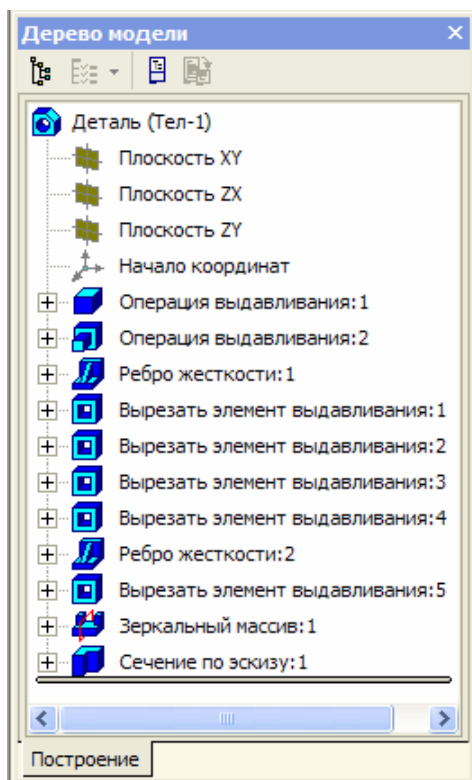 Дерево модели
Деталь (Тел-1)
Плоскость XY
Плоскость ZX
Плоскость ZY
Начало координат
Операция выдавливания:1
Операция выдавливания:2
Ребро жесткости:1
Вырезать элемент выдавливания:1
Вырезать элемент выдавливания:2
Вырезать элемент выдавливания:3
Вырезать элемент выдавливания:4
Ребро жесткости:2
Вырезать элемент выдавливания:5
Зеркальный массив:1
Сечение по эскизу:1
Построение